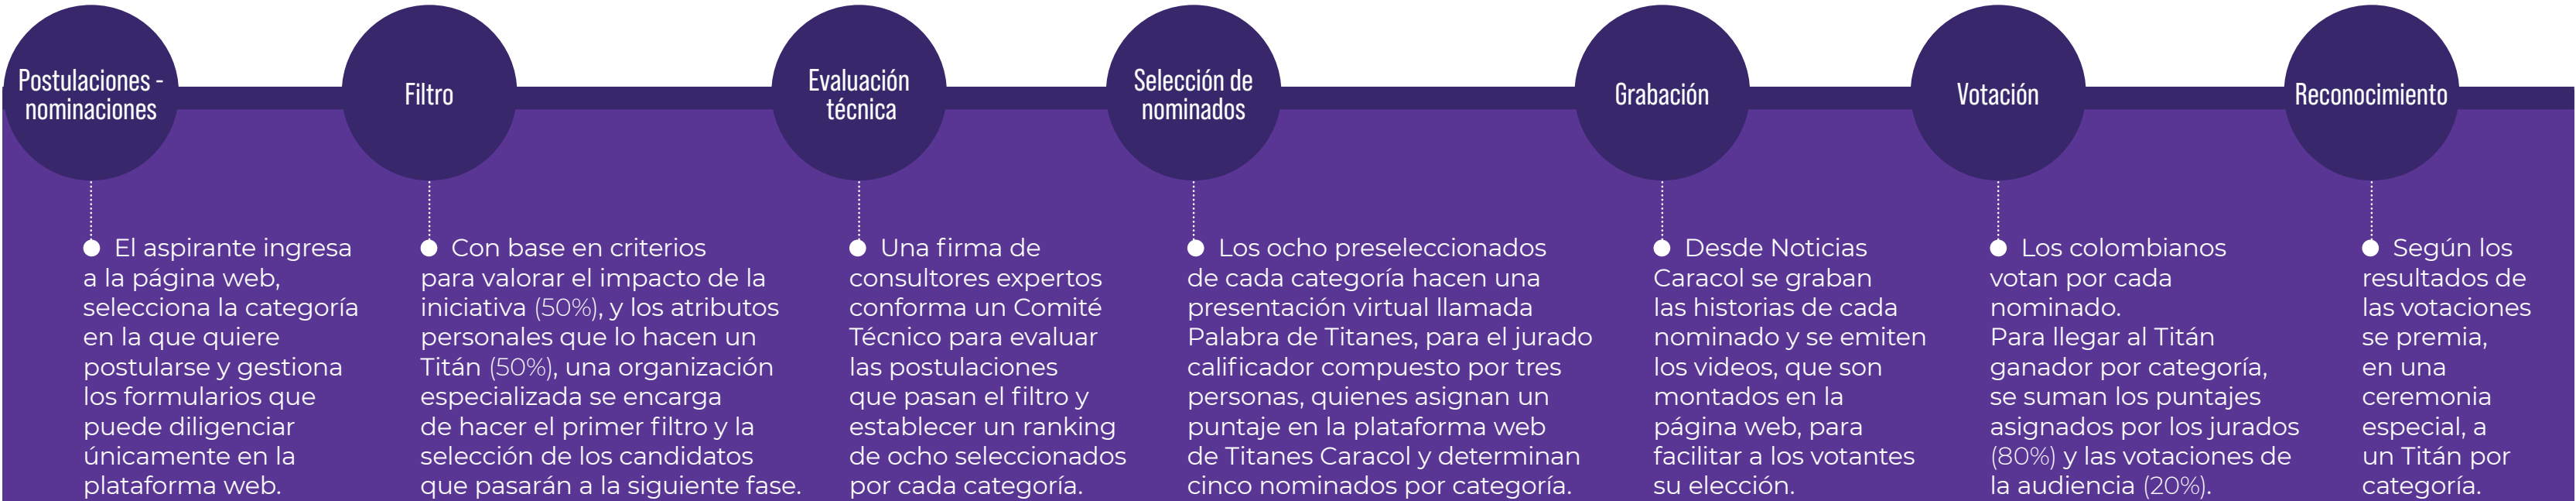 Postulaciones -
nominaciones
El aspirante ingresa
a la página web,
selecciona la categoría
en la que quiere
postularse y gestiona
los formularios que
puede diligenciar
únicamente en la
plataforma web.
Filtro
Con base en criterios
para valorar el impacto de la
iniciativa (50%), y los atributos
personales que lo hacen un
Titán (50%), una organización
especializada se encarga
de hacer el primer filtro y la
selección de los candidatos
que pasarán a la siguiente fase.
Evaluación
técnica
Una firma de
consultores expertos
conforma un Comité
Técnico para evaluar
las postulaciones
que pasan el filtro y
establecer un ranking
de ocho seleccionados
por cada categoría.
Selección de
nominados
Los ocho preseleccionados
de cada categoría hacen una
presentación virtual llamada
Palabra de Titanes, para el jurado
calificador compuesto por tres
personas, quienes asignan un
puntaje en la plataforma web
de Titanes Caracol y determinan
cinco nominados por categoría.
Grabación
Desde Noticias
Caracol se graban
las historias de cada
nominado y se emiten
los videos, que son
montados en la
página web, para
facilitar a los votantes
su elección.
Votación
Los colombianos
votan por cada
nominado.
Para llegar al Titán
ganador por categoría,
se suman los puntajes
asignados por los jurados
(80%) y las votaciones de
la audiencia (20%).
Reconocimiento
Según los
resultados de
las votaciones
se premia,
en una
ceremonia
especial, a
un Titán por
categoría.